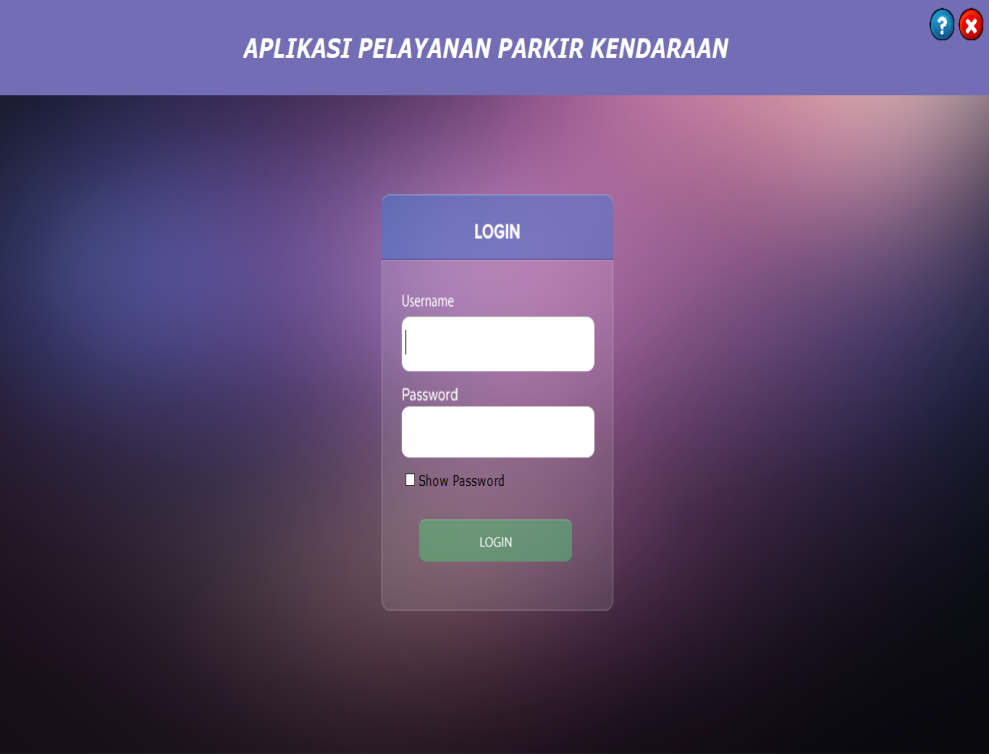 APLIKASI PELAYANAN PARKIR KENDARAAN
?
LOGIN
Username
Password
Show Password
LOGIN